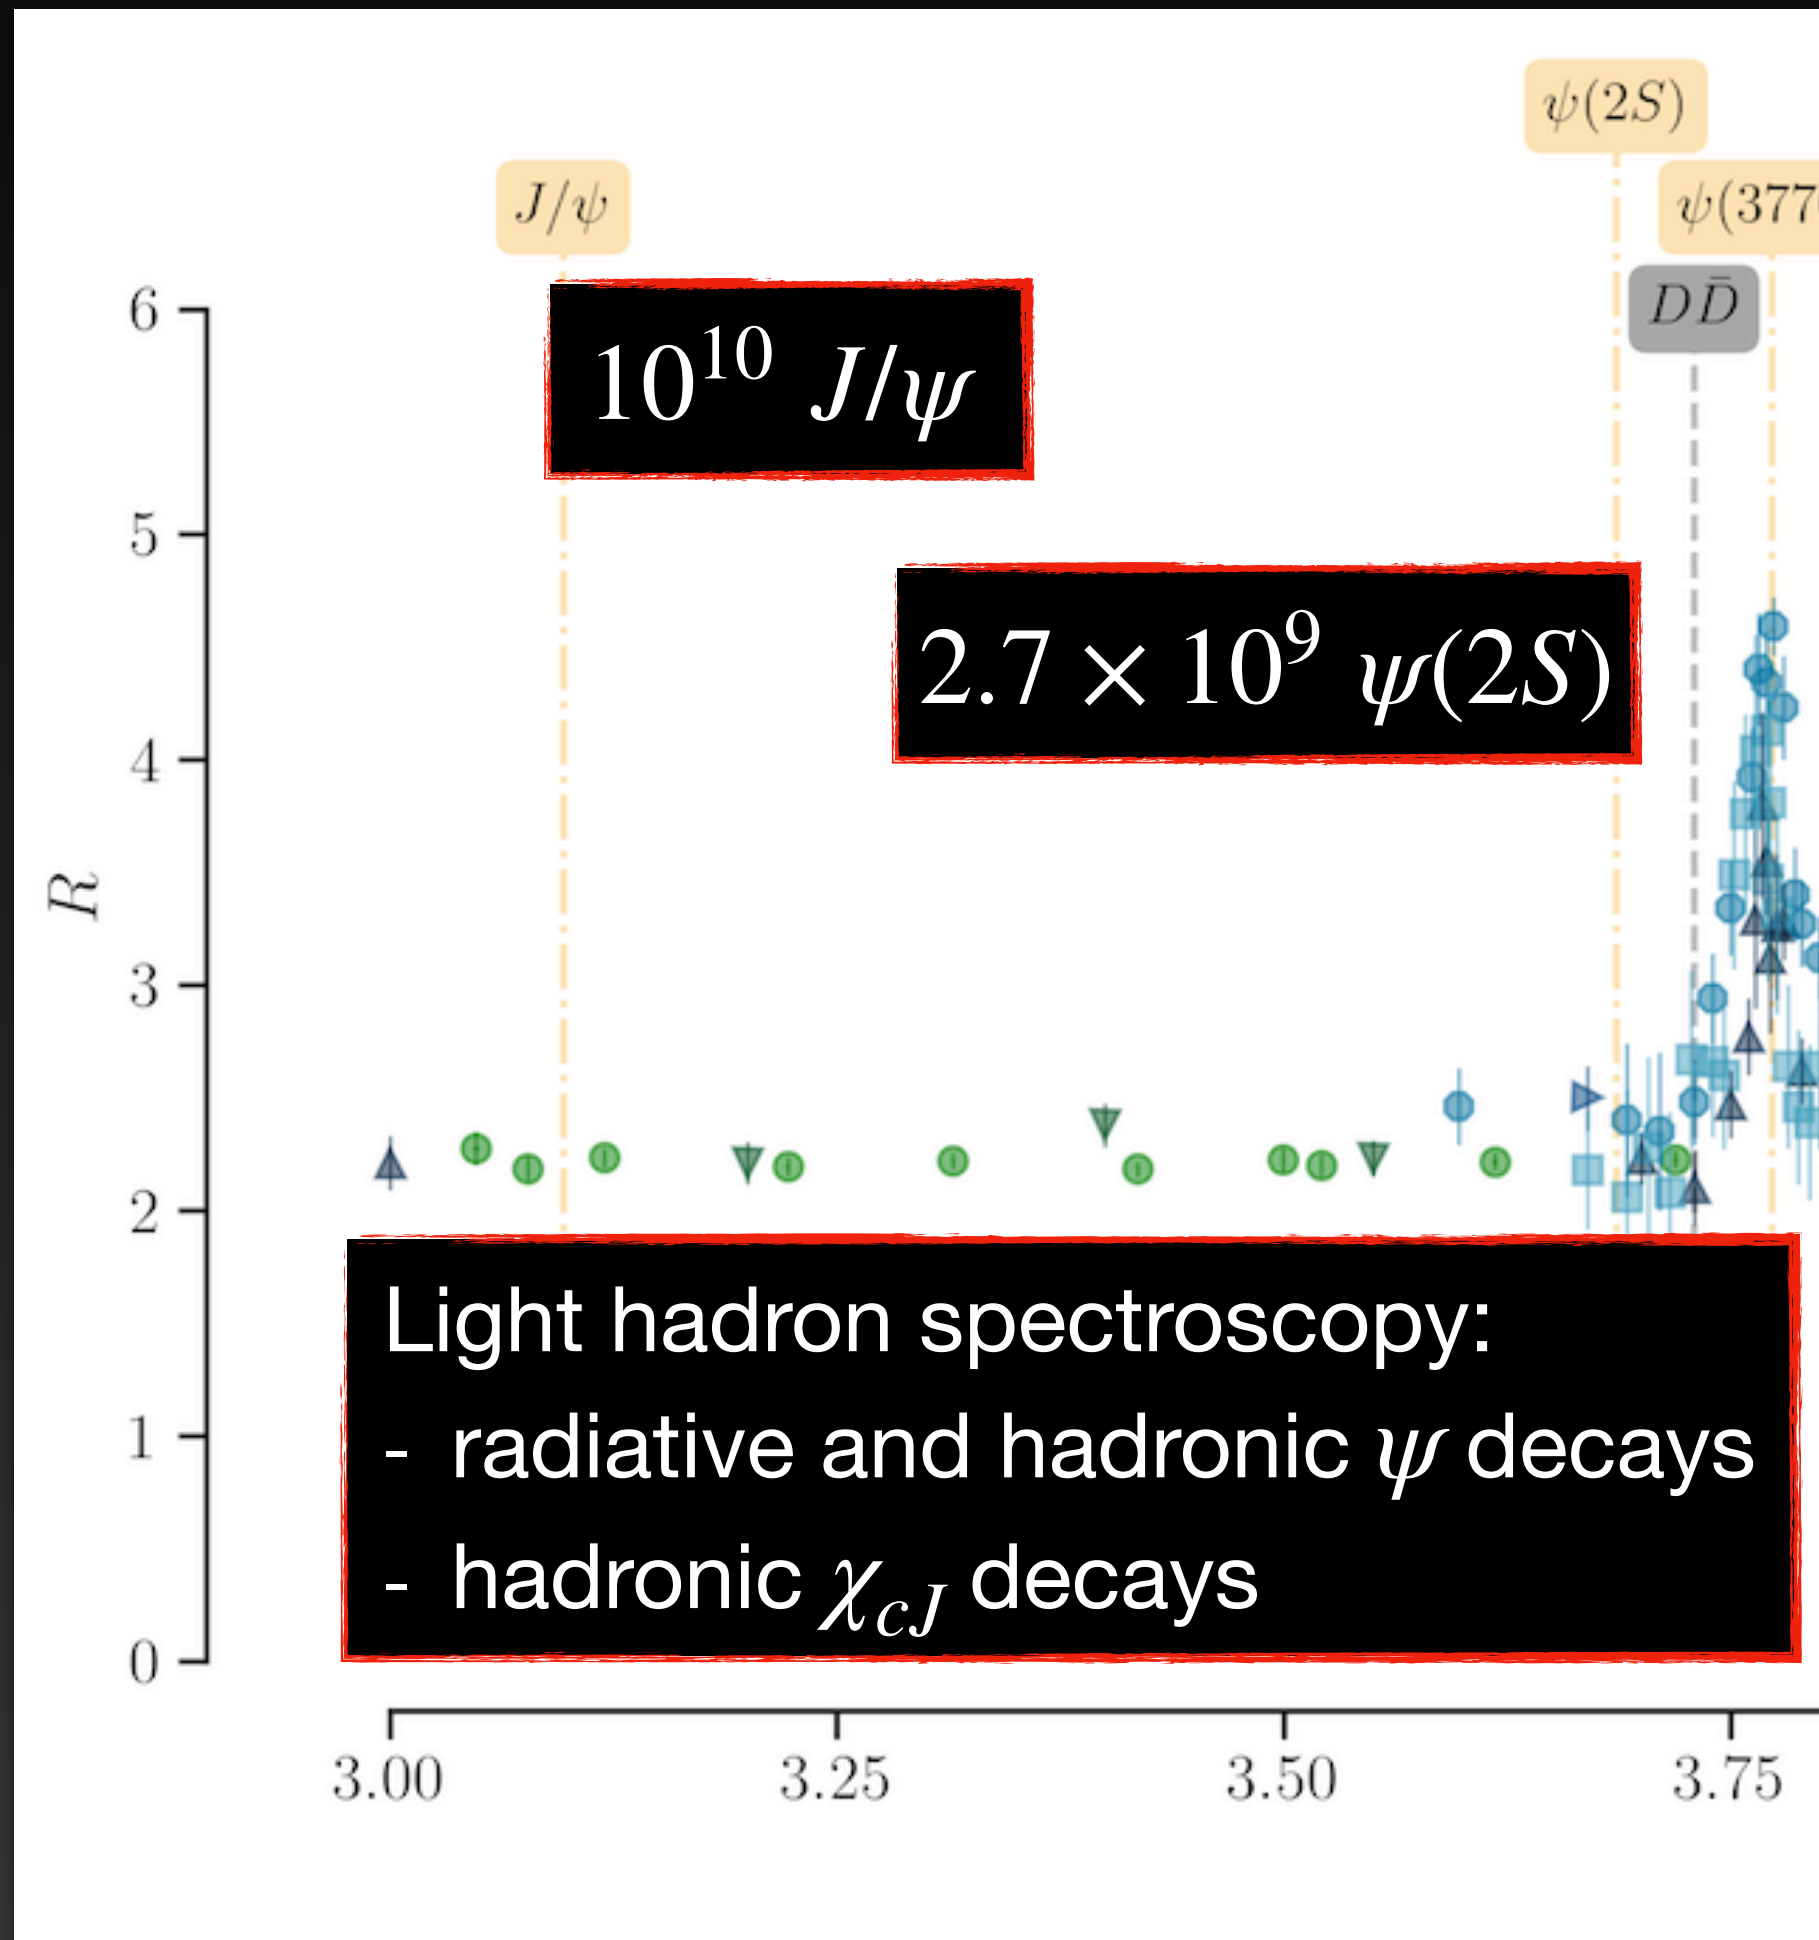 ψ(2S)
J/ψ
ψ(377
DD̄
6
10¹⁰ J/ψ
5
2.7 × 10⁹ ψ(2S)
4
R
3
2
Light hadron spectroscopy:
1
- radiative and hadronic ψ decays
- hadronic χ_cJ decays
0
3.00 3.25 3.50 3.75